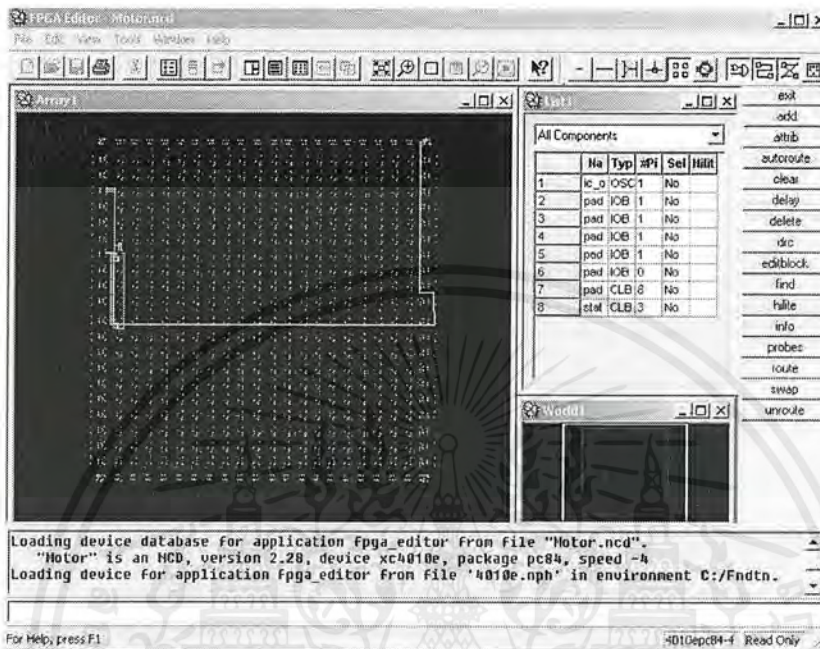 FPGA Editor - Motor.ncd
File Edit View Tools Window Help
Array1
List1
All Components
Na Typ #Pi Sel Hilit
1 ic_o OSC 1 No
2 pad IOB 1 No
3 pad IOB 1 No
4 pad IOB 1 No
5 pad IOB 1 No
6 pad IOB 0 No
7 pad CLB 8 No
8 stat CLB 3 No
exit
add
attrib
autoroute
clear
delay
delete
drc
editblock
find
hilite
info
probes
route
swap
unroute
World1
Loading device database for application fpga_editor from file "Motor.ncd".
"Motor" is an NCD, version 2.28, device xc4010e, package pc84, speed -4
Loading device for application fpga_editor from file '4010e.nph' in environment C:/Fndtn.
For Help, press F1
4010epc84-4 Read Only